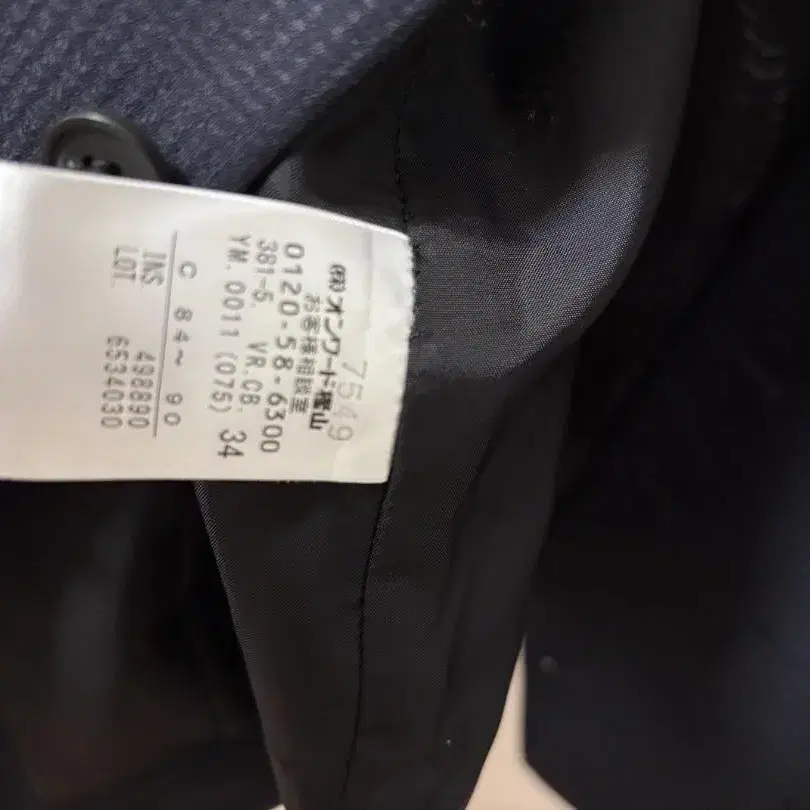 7549
㈱オンワード樫山
お客様相談室
0120-58-6300
381-5. VR.CB.
YM. 0011 (075) 34
C 84~ 90
INS. 498890
LOT. 6534030